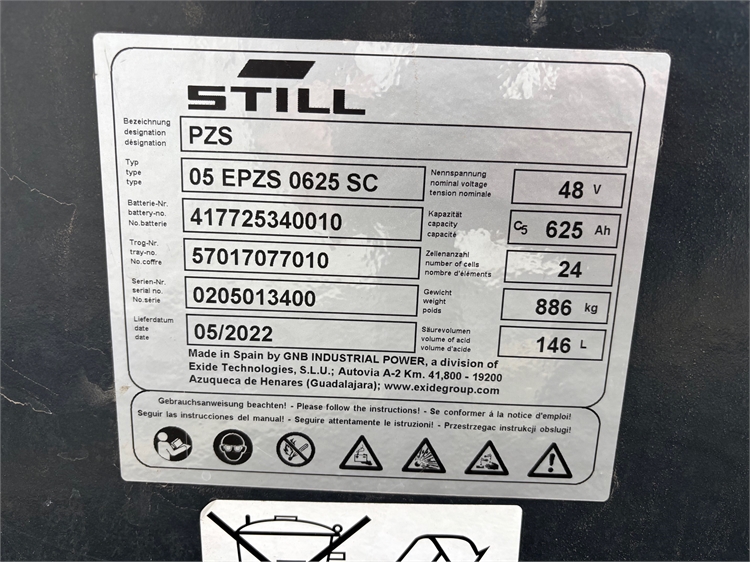 STILL
Bezeichnung
designation
désignation
PZS
Typ
type
type
05 EPZS 0625 SC
Nennspannung
nominal voltage
tension nominale
48 V
Batterie-Nr.
battery-no.
No.batterie
417725340010
Kapazität
capacity
capacité
C5 625 Ah
Trog-Nr.
tray-no.
No.coffre
57017077010
Zellenanzahl
number of cells
nombre d'éléments
24
Serien-Nr.
serial no.
No.série
0205013400
Gewicht
weight
poids
886 kg
Lieferdatum
date
date
05/2022
Säurevolumen
volume of acid
volume d'acide
146 L
Made in Spain by GNB INDUSTRIAL POWER, a division of
Exide Technologies, S.L.U.; Autovia A-2 Km. 41,800 - 19200
Azuqueca de Henares (Guadalajara); www.exidegroup.com
Gebrauchsanweisung beachten! - Please follow the instructions! - Se conformer à la notice d'emploi!
Seguir las instrucciones del manual! - Seguire attentamente le istruzioni! - Przestrzegac instrukcji obslugi!